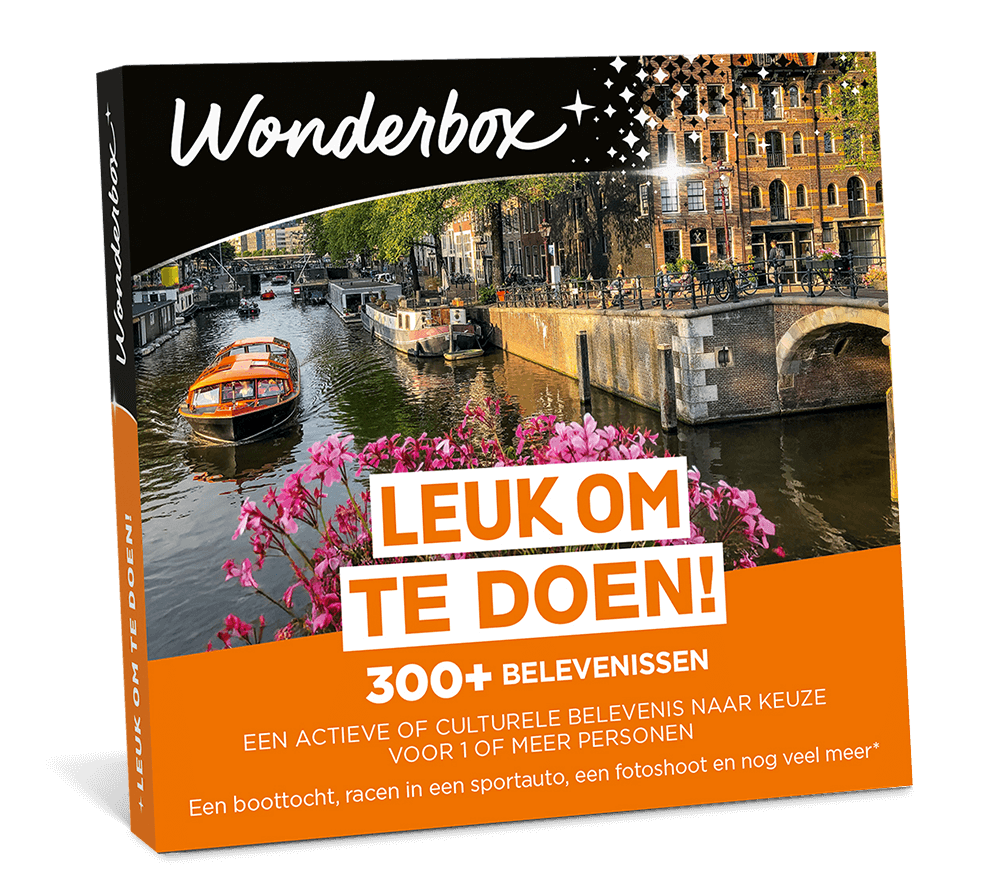 Wonderbox
Wonderbox
+ LEUK OM TE DOEN!
LEUK OM
TE DOEN!
300+ BELEVENISSEN
EEN ACTIEVE OF CULTURELE BELEVENIS NAAR KEUZE
VOOR 1 OF MEER PERSONEN
Een boottocht, racen in een sportauto, een fotoshoot en nog veel meer*